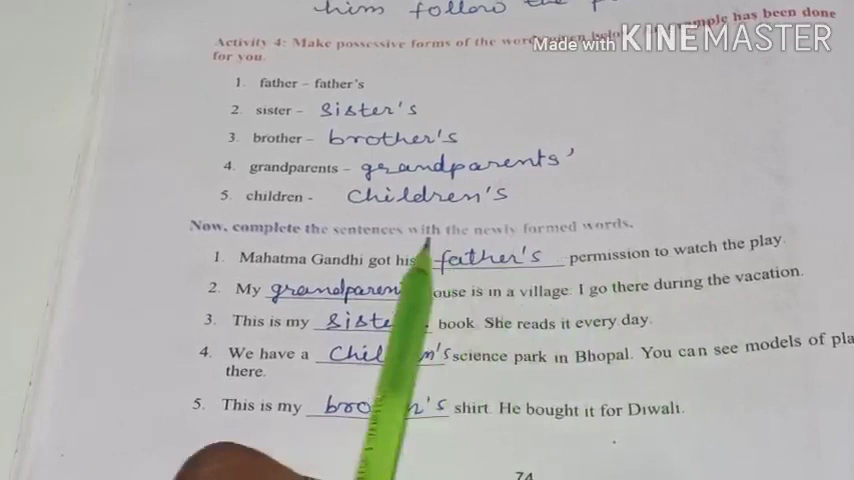 him follow the
Activity 4: Make possessive forms of the words given below. An example has been done
for you.
Made with KINEMASTER
1. father – father's
2. sister – sister's
3. brother – brother's
4. grandparents – grandparents'
5. children - children's
Now, complete the sentences with the newly formed words.
1. Mahatma Gandhi got his father's permission to watch the play.
2. My grandparen ouse is in a village. I go there during the vacation.
3. This is my siste book. She reads it every day.
4. We have a Chil n's science park in Bhopal. You can see models of pla
there.
5. This is my bro r's shirt. He bought it for Diwali.
74